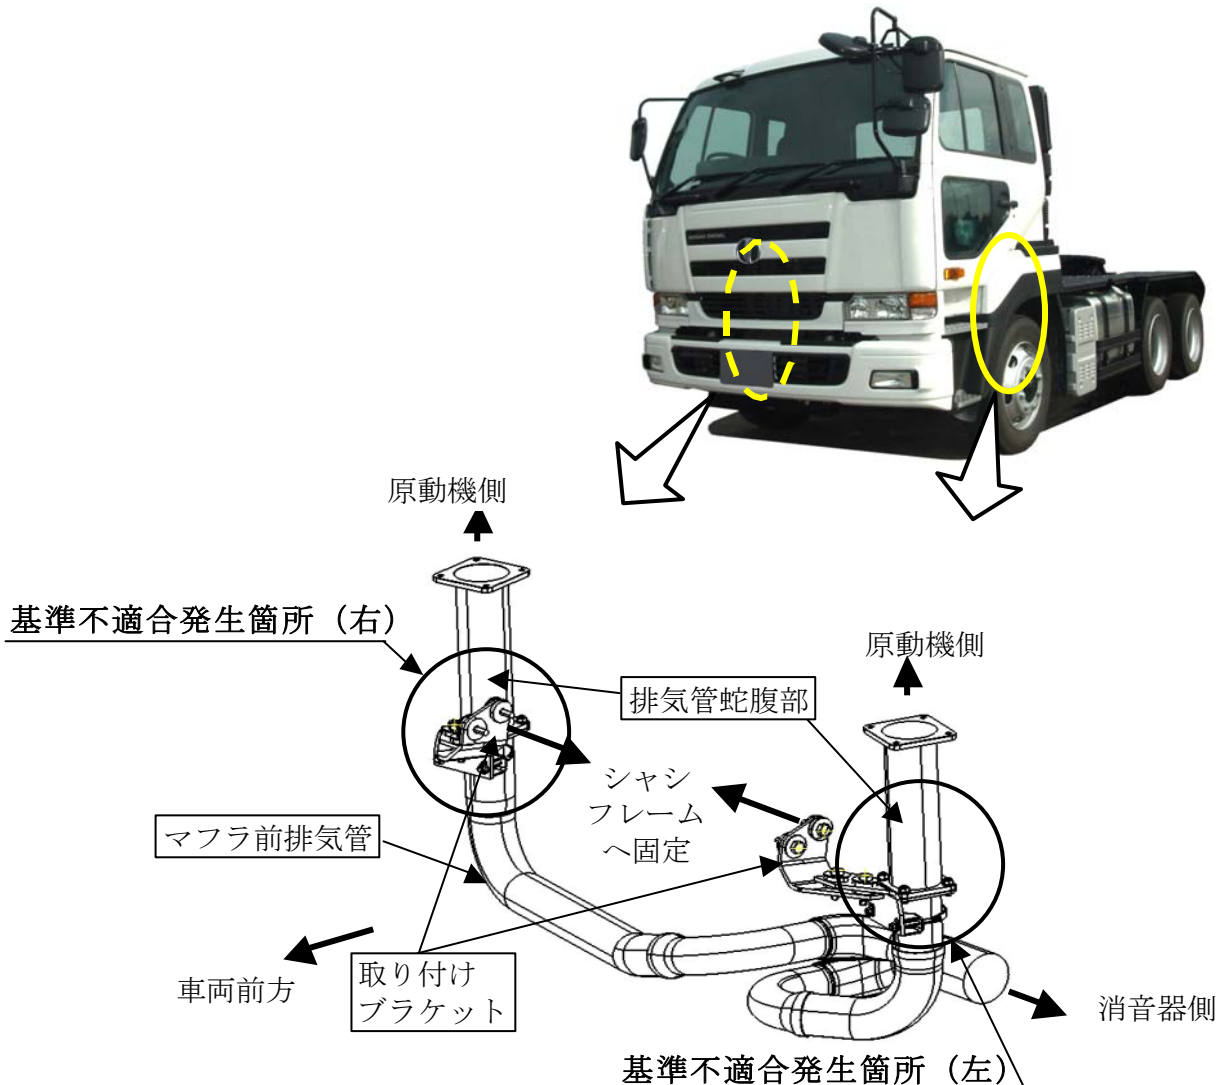 原動機側
基準不適合発生箇所（右）
原動機側
排気管蛇腹部
シャシ
フレーム
へ固定
マフラ前排気管
車両前方
取り付け
ブラケット
消音器側
基準不適合発生箇所（左）